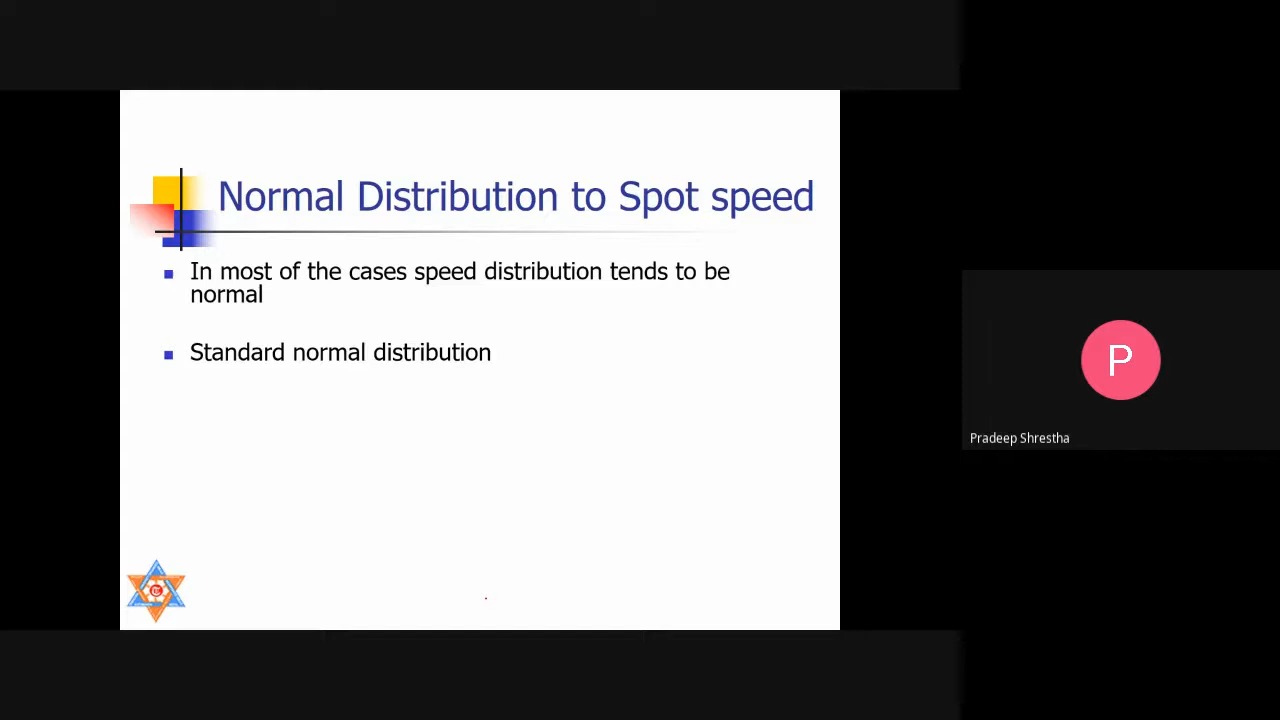 Normal Distribution to Spot speed
In most of the cases speed distribution tends to be
normal
Standard normal distribution
P
Pradeep Shrestha